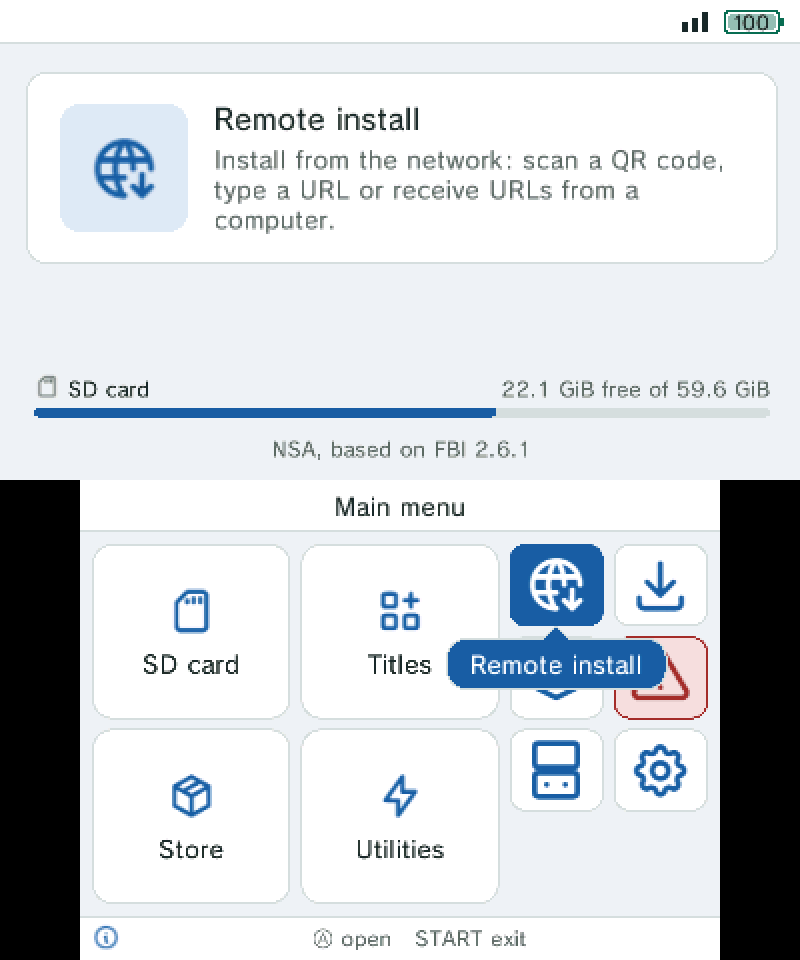 100
Remote install
Install from the network: scan a QR code,
type a URL or receive URLs from a
computer.
SD card
22.1 GiB free of 59.6 GiB
NSA, based on FBI 2.6.1
Main menu
SD card
Titles
Remote install
Store
Utilities
Ⓐ open START exit